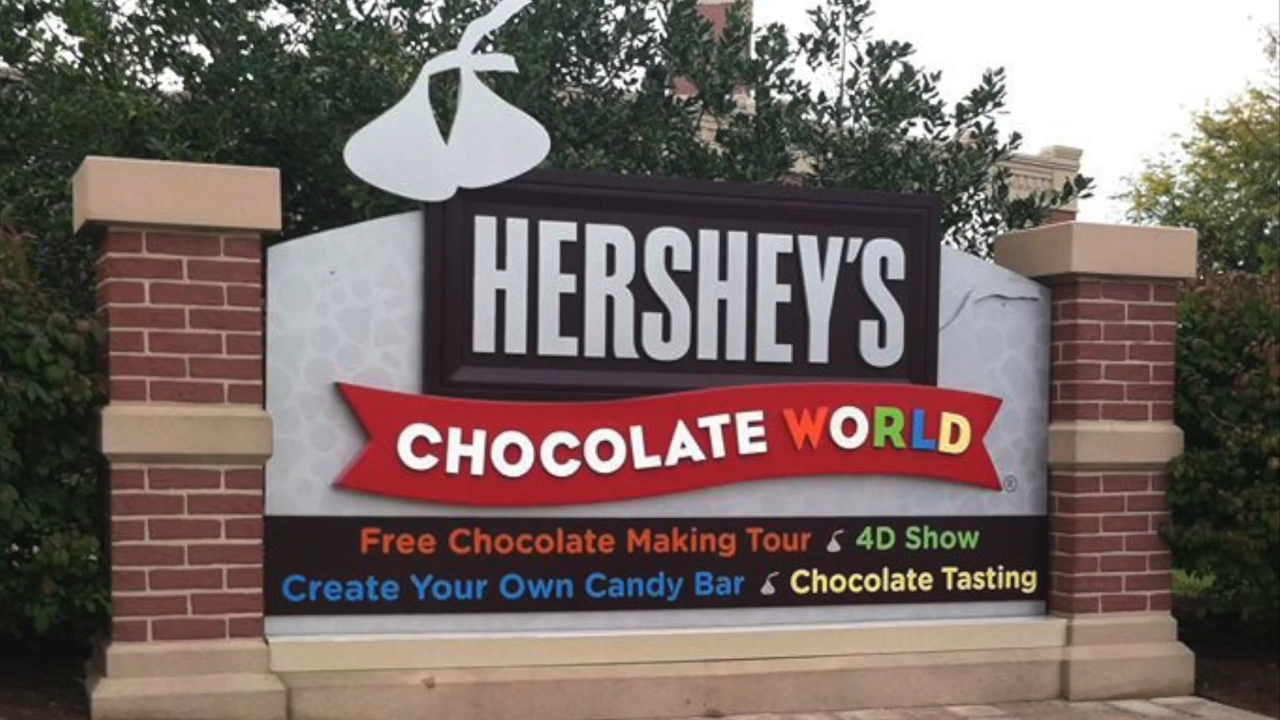 HERSHEY'S
CHOCOLATE WORLD
®
Free Chocolate Making Tour 4D Show
Create Your Own Candy Bar Chocolate Tasting